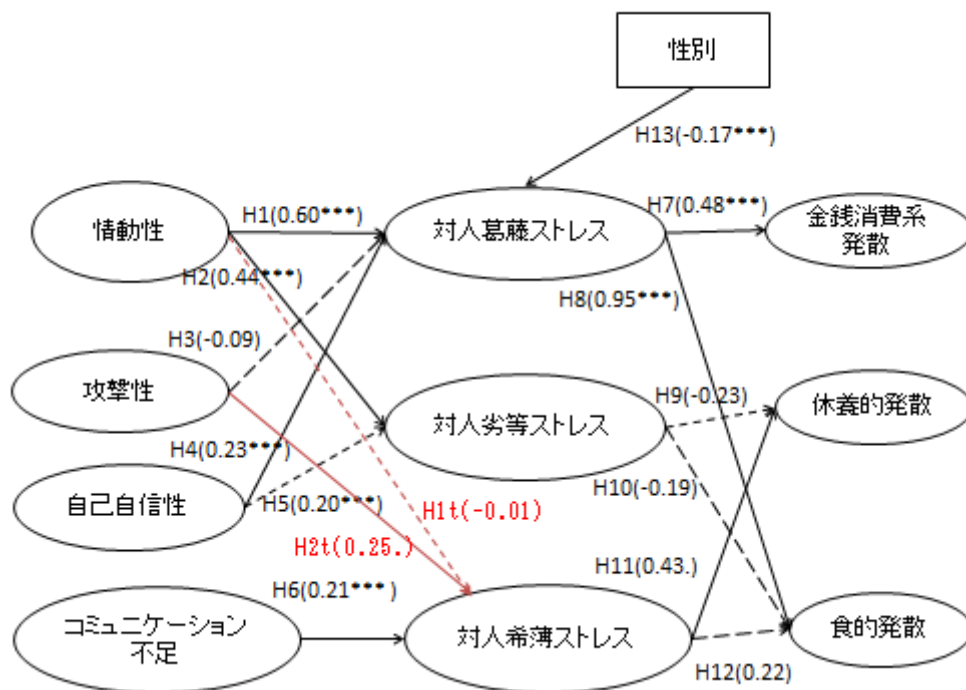 性別
H13(-0.17***)
情動性
H1(0.60***)
対人葛藤ストレス
H7(0.48***)
金銭消費系
発散
H2(0.44***)
H8(0.95***)
H3(-0.09)
攻撃性
対人劣等ストレス
H9(-0.23)
休養的発散
H4(0.23***)
自己自信性
H5(0.20***)
H1t(-0.01)
H10(-0.19)
H2t(0.25.)
H11(0.43.)
H6(0.21***)
コミュニケーション
不足
対人希薄ストレス
食的発散
H12(0.22)